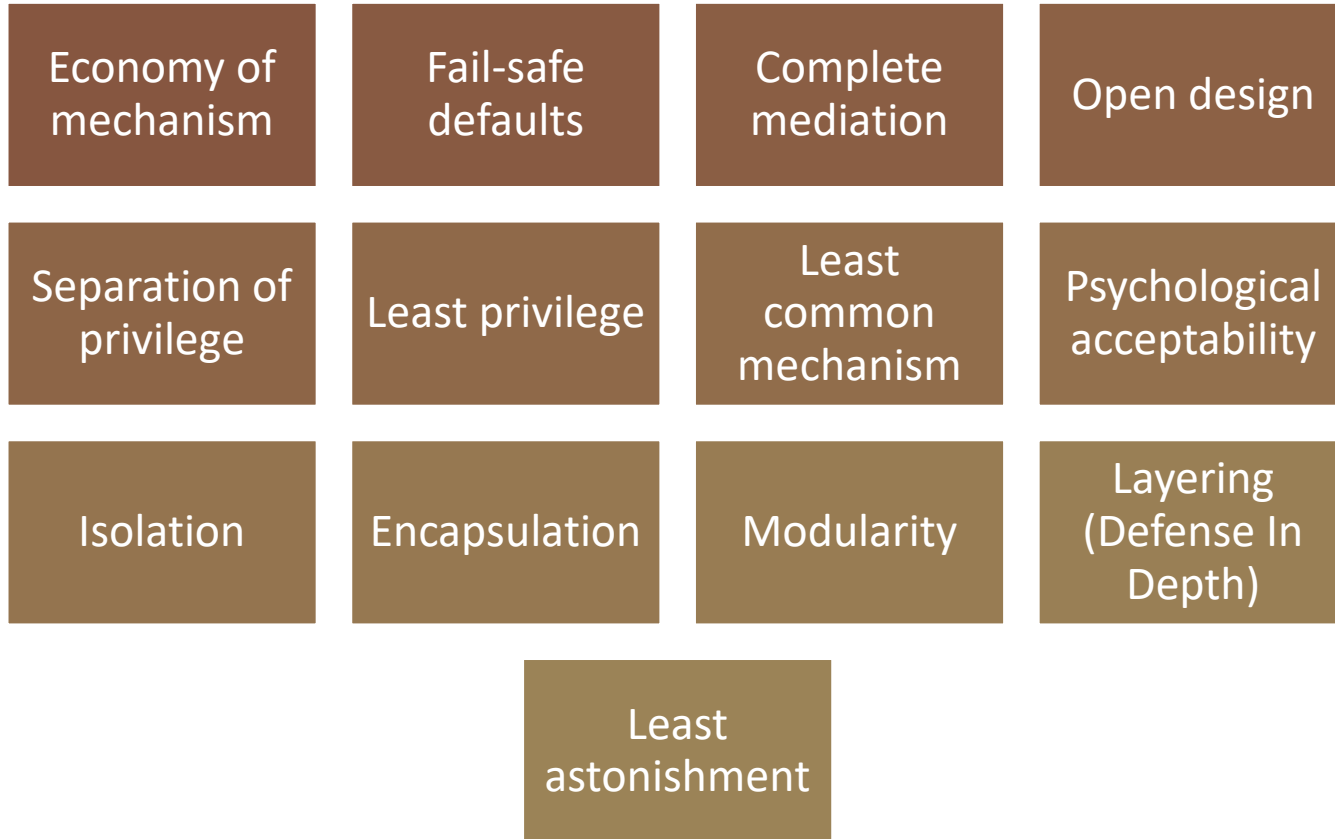 Economy of
mechanism
Fail-safe
defaults
Complete
mediation
Open design
Separation of
privilege
Least privilege
Least
common
mechanism
Psychological
acceptability
Isolation
Encapsulation
Modularity
Layering
(Defense In
Depth)
Least
astonishment